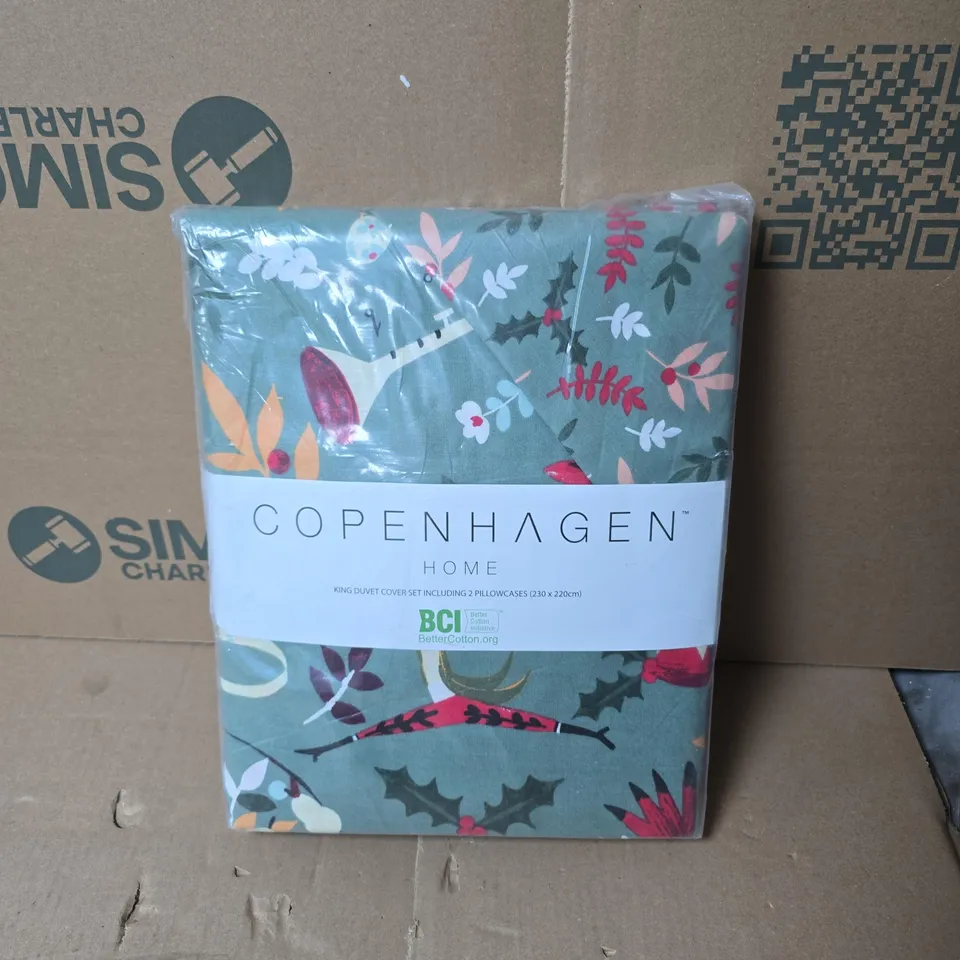 SIMO
CHARLE
COPENHAGEN™
HOME
KING DUVET COVER SET INCLUDING 2 PILLOWCASES (230 x 220cm)
BCI Better
Cotton
Initiative
BetterCotton.org
SIM
CHAR